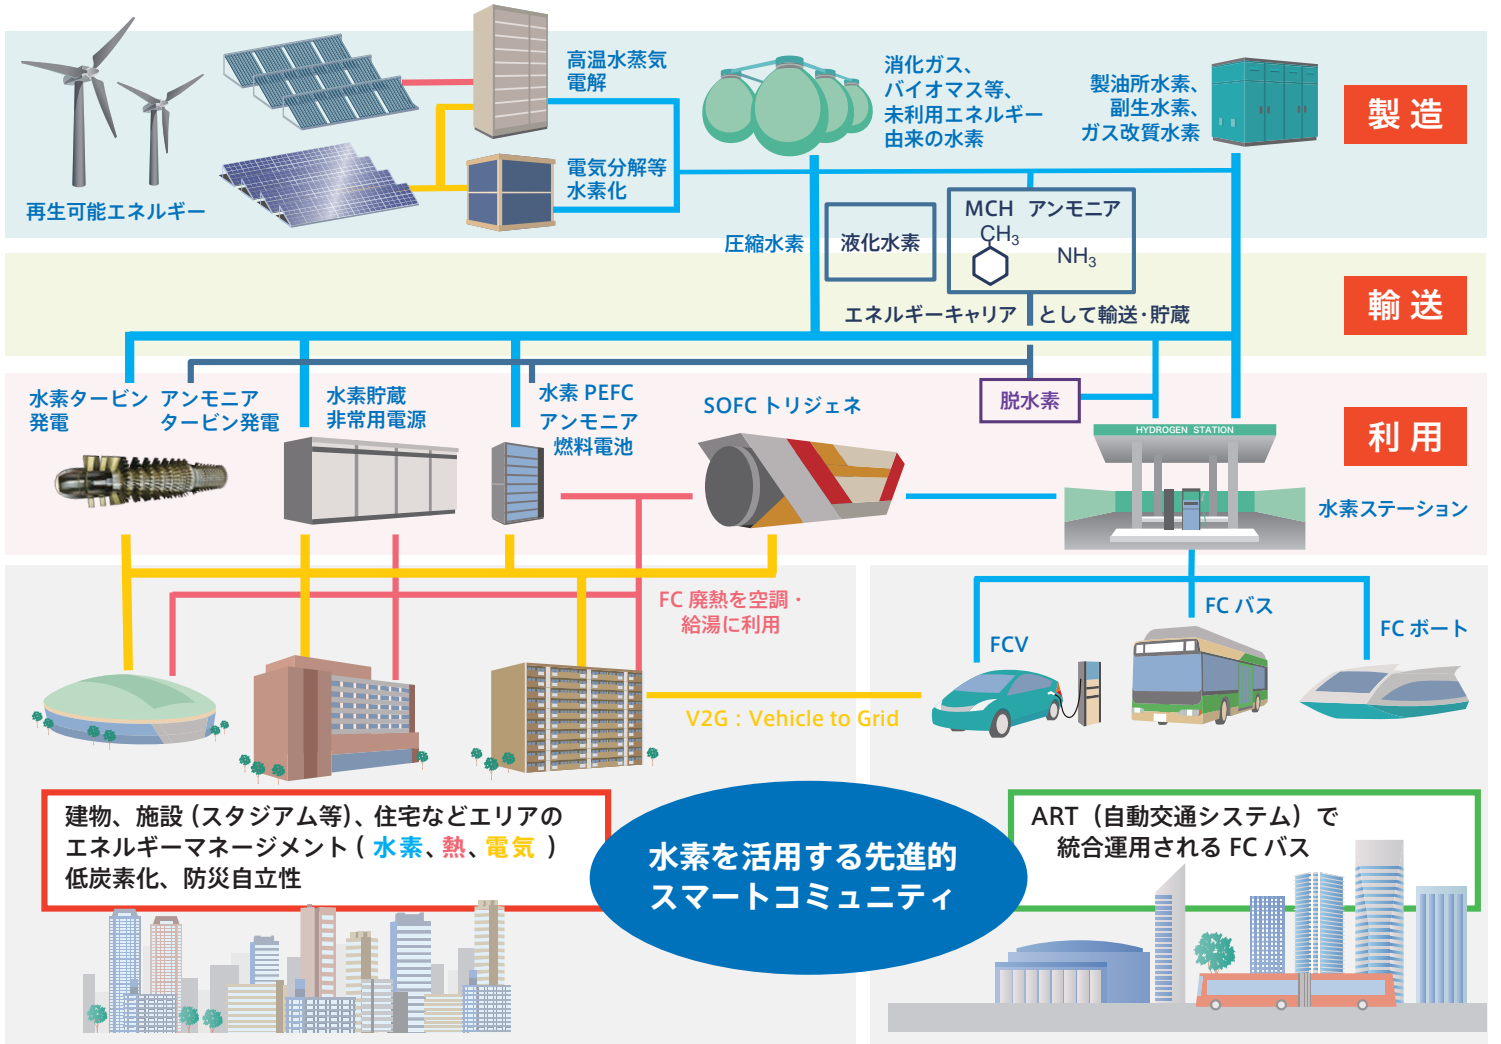 高温水蒸気
電解
消化ガス、
バイオマス等、
未利用エネルギー
由来の水素
製油所水素、
副生水素、
ガス改質水素
製造
電気分解等
水素化
再生可能エネルギー
圧縮水素
液化水素
MCH アンモニア
CH3
NH3
エネルギーキャリア として輸送・貯蔵
輸送
水素タービン
発電
アンモニア
タービン発電
水素貯蔵
非常用電源
水素 PEFC
アンモニア
燃料電池
SOFC トリジェネ
脱水素
HYDROGEN STATION
利用
水素ステーション
FC 廃熱を空調・
給湯に利用
FCV
FC バス
FC ボート
V2G : Vehicle to Grid
建物、施設 (スタジアム等)、住宅などエリアの
エネルギーマネージメント ( 水素、熱、電気 )
低炭素化、防災自立性
水素を活用する先進的
スマートコミュニティ
ART（自動交通システム）で
統合運用される FC バス